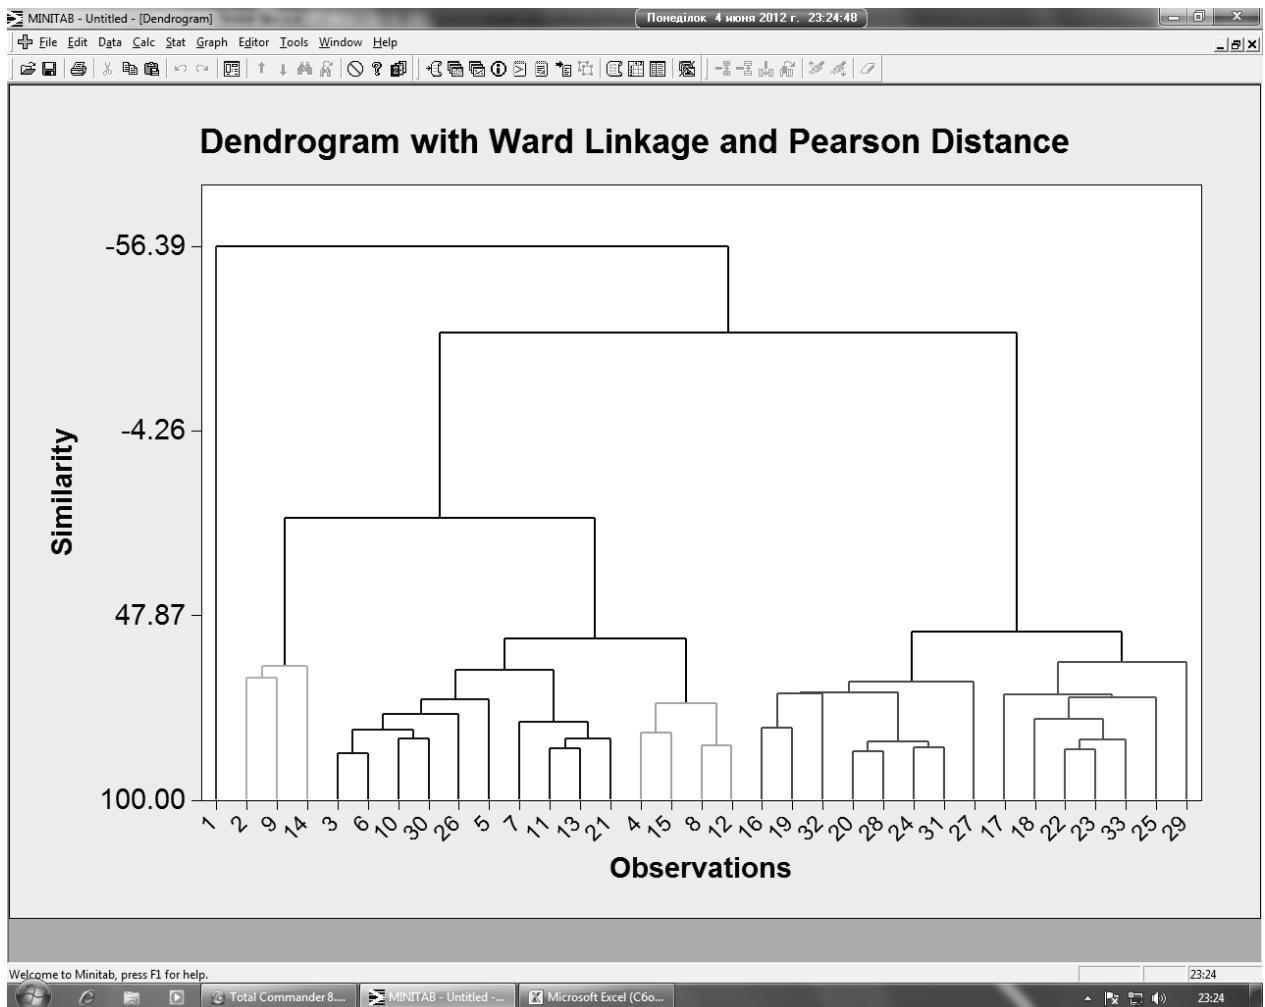 MINITAB - Untitled - [Dendrogram]
Понеділок 4 июня 2012 г. 23:24:48
File Edit Data Calc Stat Graph Editor Tools Window Help
Dendrogram with Ward Linkage and Pearson Distance
-56.39
-4.26
47.87
100.00
Similarity
1 2 9 14 3 6 10 30 26 5 7 11 13 21 4 15 8 12 16 19 32 20 28 24 31 27 17 18 22 23 33 25 29
Observations
Welcome to Minitab, press F1 for help.
23:24
Total Commander 8....
MINITAB - Untitled -...
Microsoft Excel (Сбо...
23:24